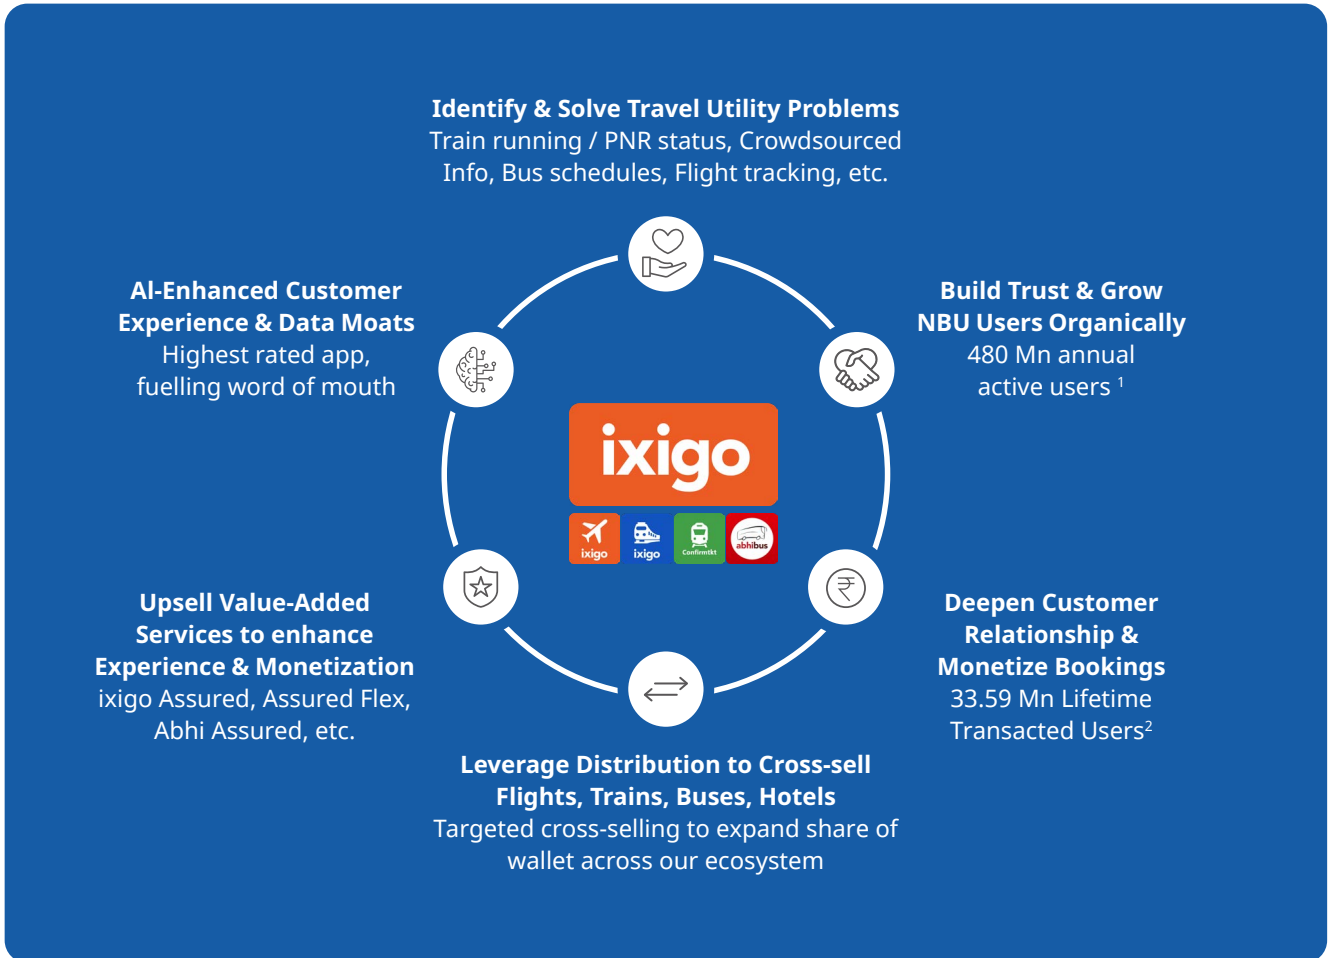 Identify & Solve Travel Utility Problems
Train running / PNR status, Crowdsourced
Info, Bus schedules, Flight tracking, etc.
AI-Enhanced Customer
Experience & Data Moats
Highest rated app,
fuelling word of mouth
Build Trust & Grow
NBU Users Organically
480 Mn annual
active users 1
ixigo
ixigo
ixigo
Confirmtkt
abhibus
Upsell Value-Added
Services to enhance
Experience & Monetization
ixigo Assured, Assured Flex,
Abhi Assured, etc.
Deepen Customer
Relationship &
Monetize Bookings
33.59 Mn Lifetime
Transacted Users2
Leverage Distribution to Cross-sell
Flights, Trains, Buses, Hotels
Targeted cross-selling to expand share of
wallet across our ecosystem